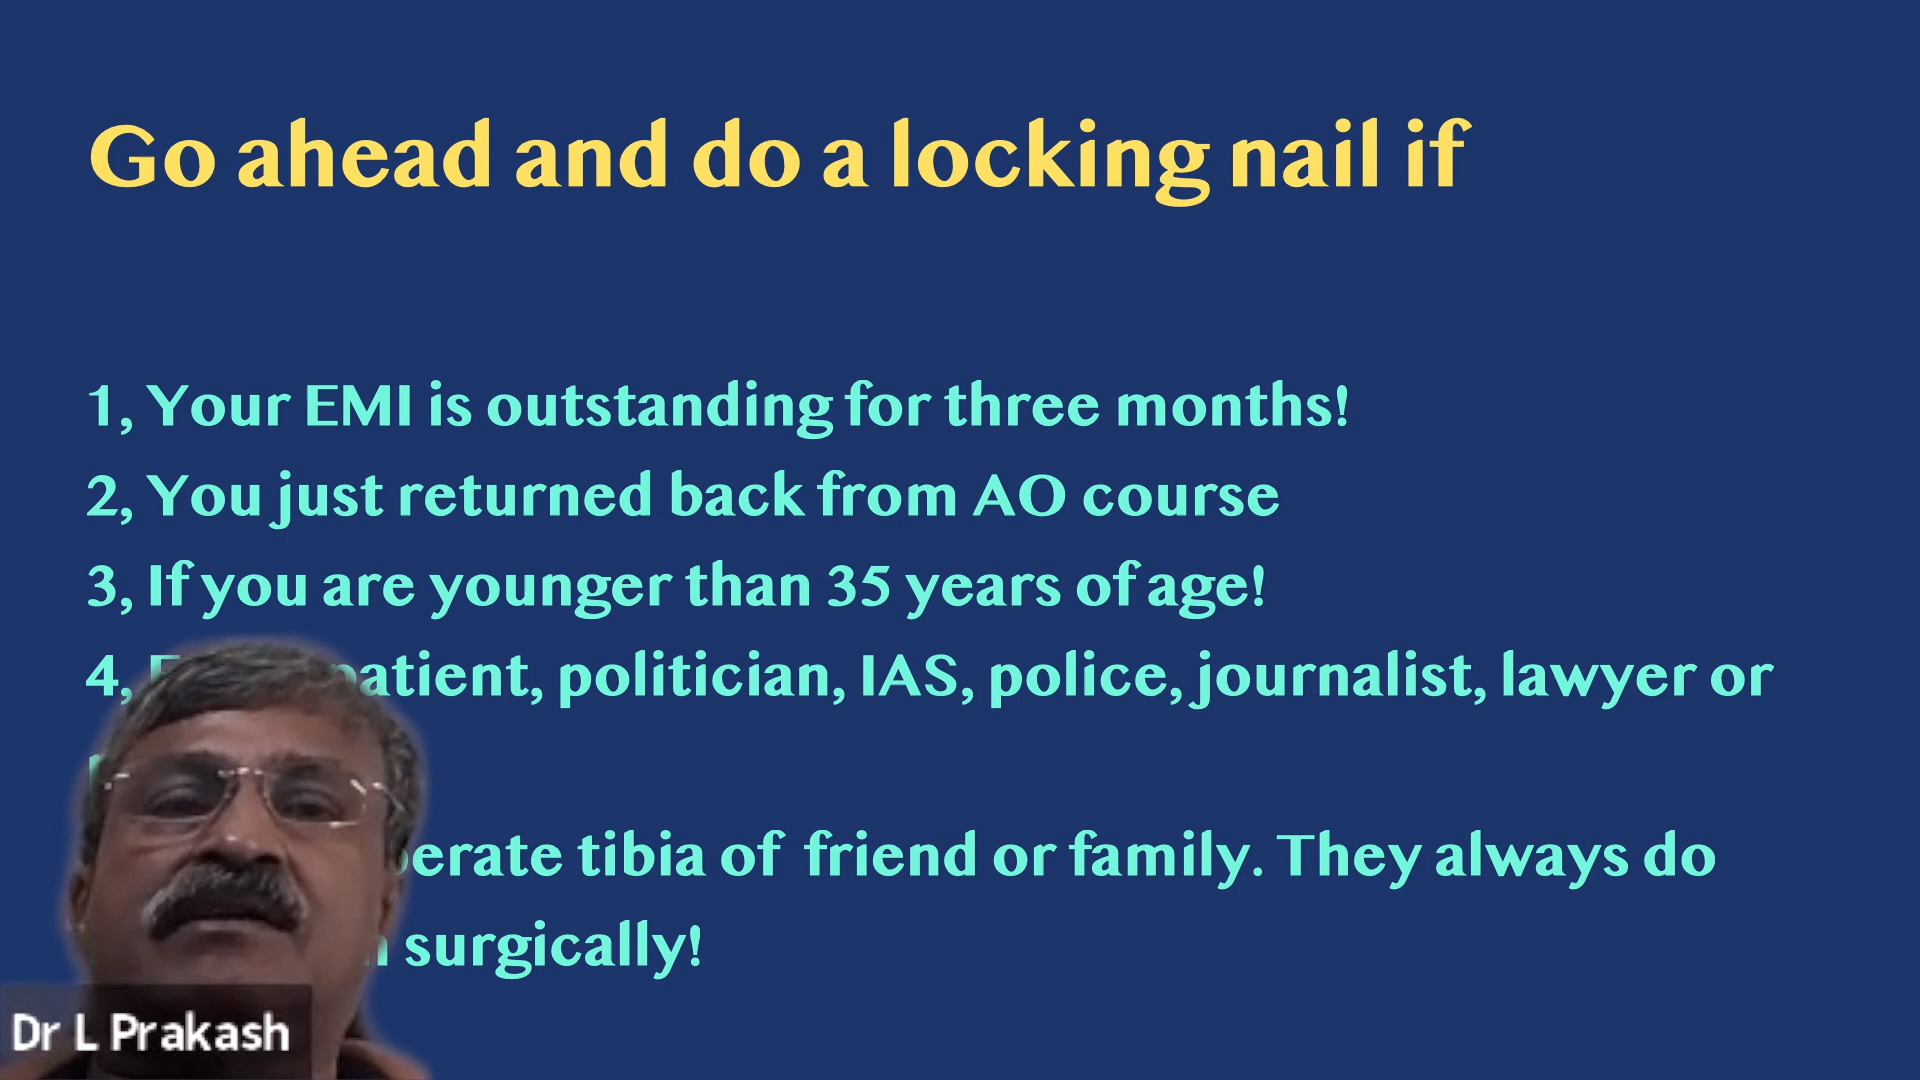 Go ahead and do a locking nail if
1, Your EMI is outstanding for three months!
2, You just returned back from AO course
3, If you are younger than 35 years of age!
4, patient, politician, IAS, police, journalist, lawyer or
tibia of friend or family. They always do
surgically!
Dr L Prakash